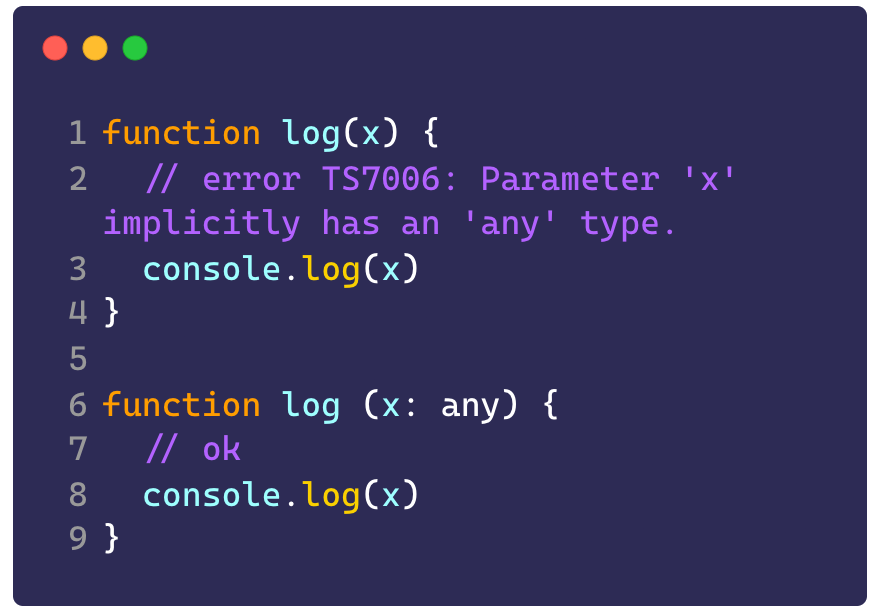 1 function log(x) {
2   // error TS7006: Parameter 'x'
implicitly has an 'any' type.
3   console.log(x)
4 }
5
6 function log (x: any) {
7   // ok
8   console.log(x)
9 }